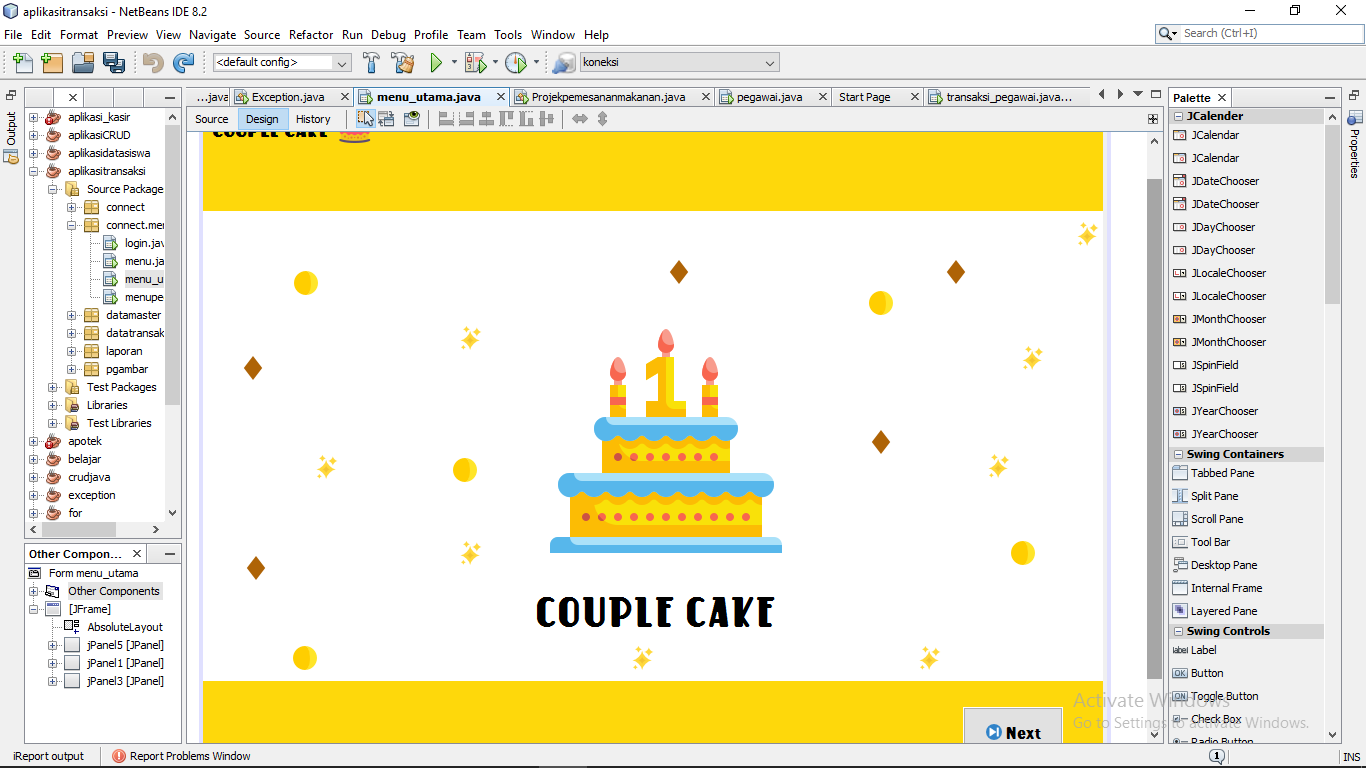 aplikasitransaksi - NetBeans IDE 8.2
File Edit Format Preview View Navigate Source Refactor Run Debug Profile Team Tools Window Help
Search (Ctrl+I)
<default config>
koneksi
...java
Exception.java
menu_utama.java
Projekpemesananmakanan.java
pegawai.java
Start Page
transaksi_pegawai.java...
Source Design History
Output
aplikasi_kasir
aplikasiCRUD
aplikasidatasiswa
aplikasitransaksi
Source Package
connect
connect.me
login.jav
menu.ja
menu_u
menupe
datamaster
datatransak
laporan
pgambar
Test Packages
Libraries
Test Libraries
apotek
belajar
crudjava
exception
for
Other Compon...
Form menu_utama
Other Components
[JFrame]
AbsoluteLayout
jPanel5 [JPanel]
jPanel1 [JPanel]
jPanel3 [JPanel]
COUPLE CAKE
1
COUPLE CAKE
Next
Palette
JCalender
JCalendar
JCalendar
JDateChooser
JDateChooser
JDayChooser
JDayChooser
JLocaleChooser
JLocaleChooser
JMonthChooser
JMonthChooser
JSpinField
JSpinField
JYearChooser
JYearChooser
Swing Containers
Tabbed Pane
Split Pane
Scroll Pane
Tool Bar
Desktop Pane
Internal Frame
Layered Pane
Swing Controls
label Label
OK Button
ON Toggle Button
Check Box
Radio Button
Properties
Activate Windows
Go to Settings to activate Windows.
iReport output
Report Problems Window
1
INS